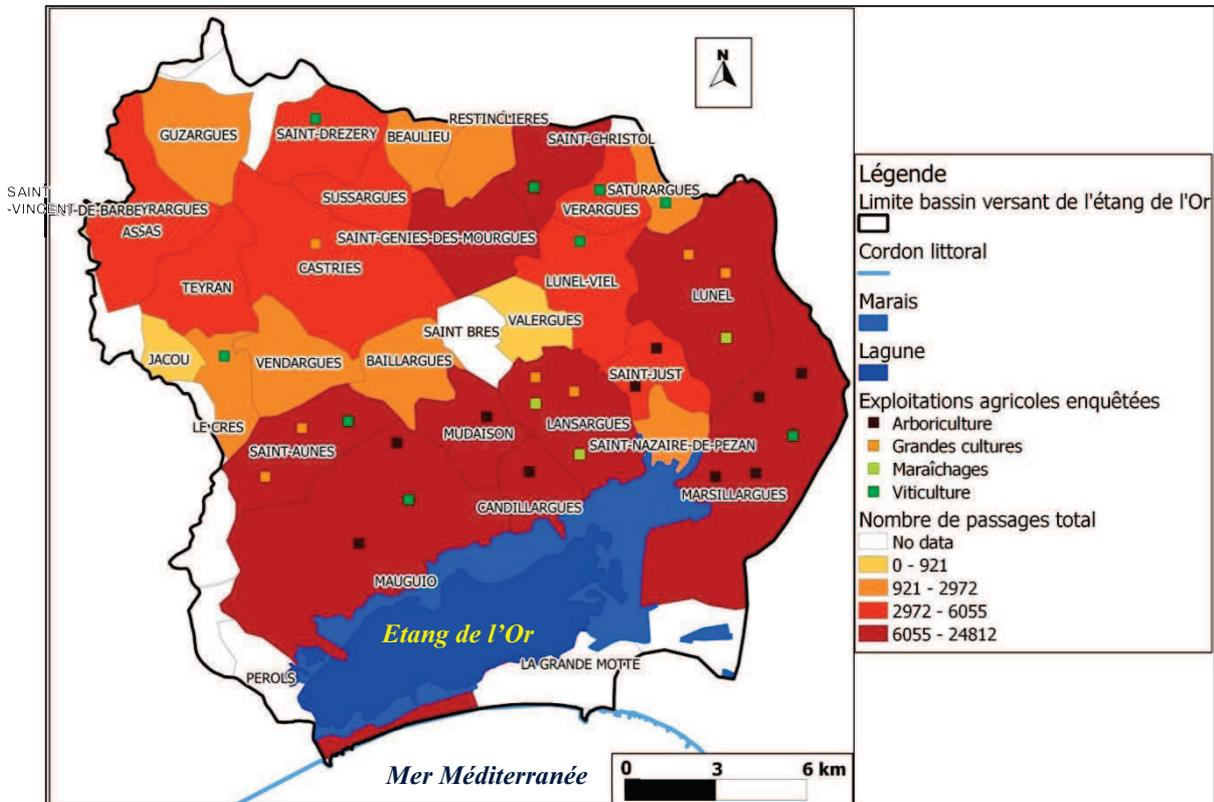 N
GUZARGUES
SAINT-DREZERY
BEAULIEU
RESTINCLIERES
SAINT-CHRISTOL
SAINT
-VINCENT-DE-BARBEYRARGUES
SUSSARGUES
SATURARGUES
VERARGUES
ASSAS
SAINT-GENIES-DES-MOURGUES
CASTRIES
TEYRAN
LUNEL-VIEL
LUNEL
VALERGUES
SAINT BRES
JACOU
VENDARGUES
BAILLARGUES
SAINT-JUST
LE CRES
SAINT-AUNES
MUDAISON
LANSARGUES
SAINT-NAZAIRE-DE-PEZAN
MARSILLARGUES
CANDILLARGUES
MAUGUIO
Etang de l'Or
PEROLS
LA GRANDE MOTTE
Mer Méditerranée
0 3 6 km
Légende
Limite bassin versant de l'étang de l'Or
Cordon littoral
Marais
Lagune
Exploitations agricoles enquêtées
Arboriculture
Grandes cultures
Maraîchages
Viticulture
Nombre de passages total
No data
0 - 921
921 - 2972
2972 - 6055
6055 - 24812